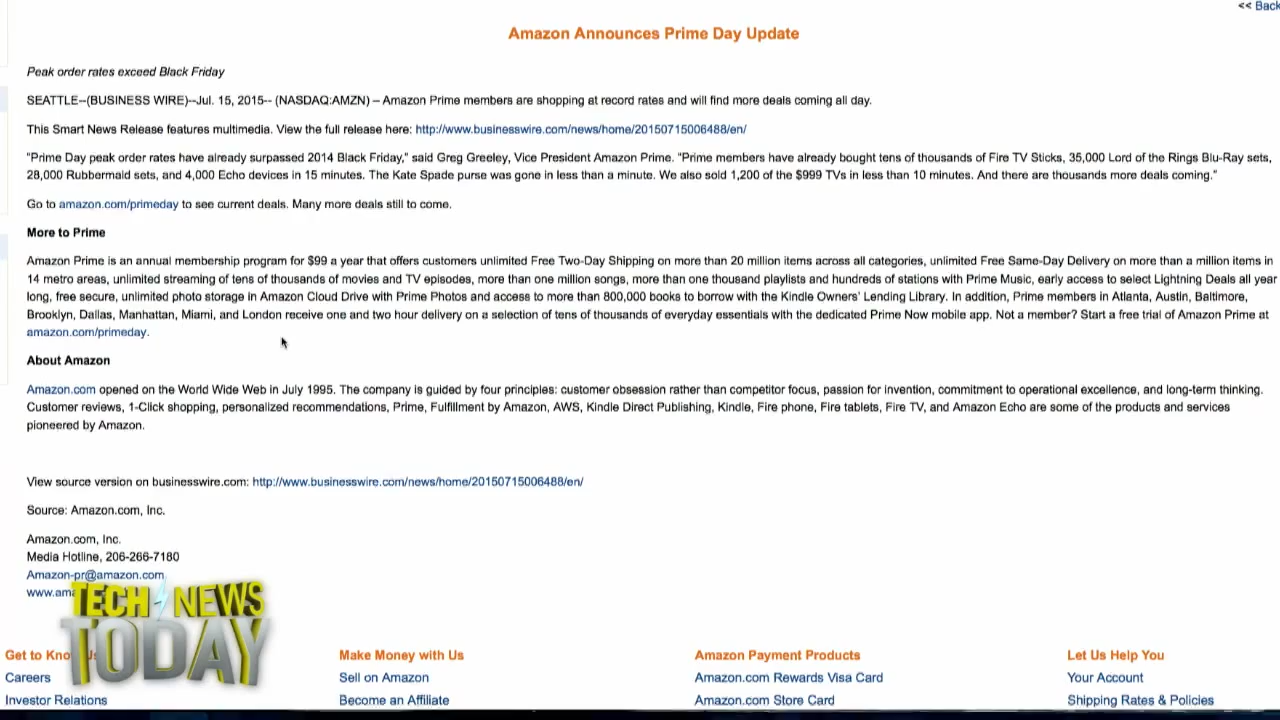 << Back
Amazon Announces Prime Day Update
Peak order rates exceed Black Friday
SEATTLE--(BUSINESS WIRE)--Jul. 15, 2015-- (NASDAQ:AMZN) – Amazon Prime members are shopping at record rates and will find more deals coming all day.
This Smart News Release features multimedia. View the full release here: http://www.businesswire.com/news/home/20150715006488/en/
"Prime Day peak order rates have already surpassed 2014 Black Friday," said Greg Greeley, Vice President Amazon Prime. "Prime members have already bought tens of thousands of Fire TV Sticks, 35,000 Lord of the Rings Blu-Ray sets,
28,000 Rubbermaid sets, and 4,000 Echo devices in 15 minutes. The Kate Spade purse was gone in less than a minute. We also sold 1,200 of the $999 TVs in less than 10 minutes. And there are thousands more deals coming."
Go to amazon.com/primeday to see current deals. Many more deals still to come.
More to Prime
Amazon Prime is an annual membership program for $99 a year that offers customers unlimited Free Two-Day Shipping on more than 20 million items across all categories, unlimited Free Same-Day Delivery on more than a million items in
14 metro areas, unlimited streaming of tens of thousands of movies and TV episodes, more than one million songs, more than one thousand playlists and hundreds of stations with Prime Music, early access to select Lightning Deals all year
long, free secure, unlimited photo storage in Amazon Cloud Drive with Prime Photos and access to more than 800,000 books to borrow with the Kindle Owners' Lending Library. In addition, Prime members in Atlanta, Austin, Baltimore,
Brooklyn, Dallas, Manhattan, Miami, and London receive one and two hour delivery on a selection of tens of thousands of everyday essentials with the dedicated Prime Now mobile app. Not a member? Start a free trial of Amazon Prime at
amazon.com/primeday.
About Amazon
Amazon.com opened on the World Wide Web in July 1995. The company is guided by four principles: customer obsession rather than competitor focus, passion for invention, commitment to operational excellence, and long-term thinking.
Customer reviews, 1-Click shopping, personalized recommendations, Prime, Fulfillment by Amazon, AWS, Kindle Direct Publishing, Kindle, Fire phone, Fire tablets, Fire TV, and Amazon Echo are some of the products and services
pioneered by Amazon.
View source version on businesswire.com: http://www.businesswire.com/news/home/20150715006488/en/
Source: Amazon.com, Inc.
Amazon.com, Inc.
Media Hotline, 206-266-7180
Amazon-pr@amazon.com
www.ama
TECH NEWS
TODAY
Get to Kno Make Money with Us Amazon Payment Products Let Us Help You
Careers Sell on Amazon Amazon.com Rewards Visa Card Your Account
Investor Relations Become an Affiliate Amazon.com Store Card Shipping Rates & Policies